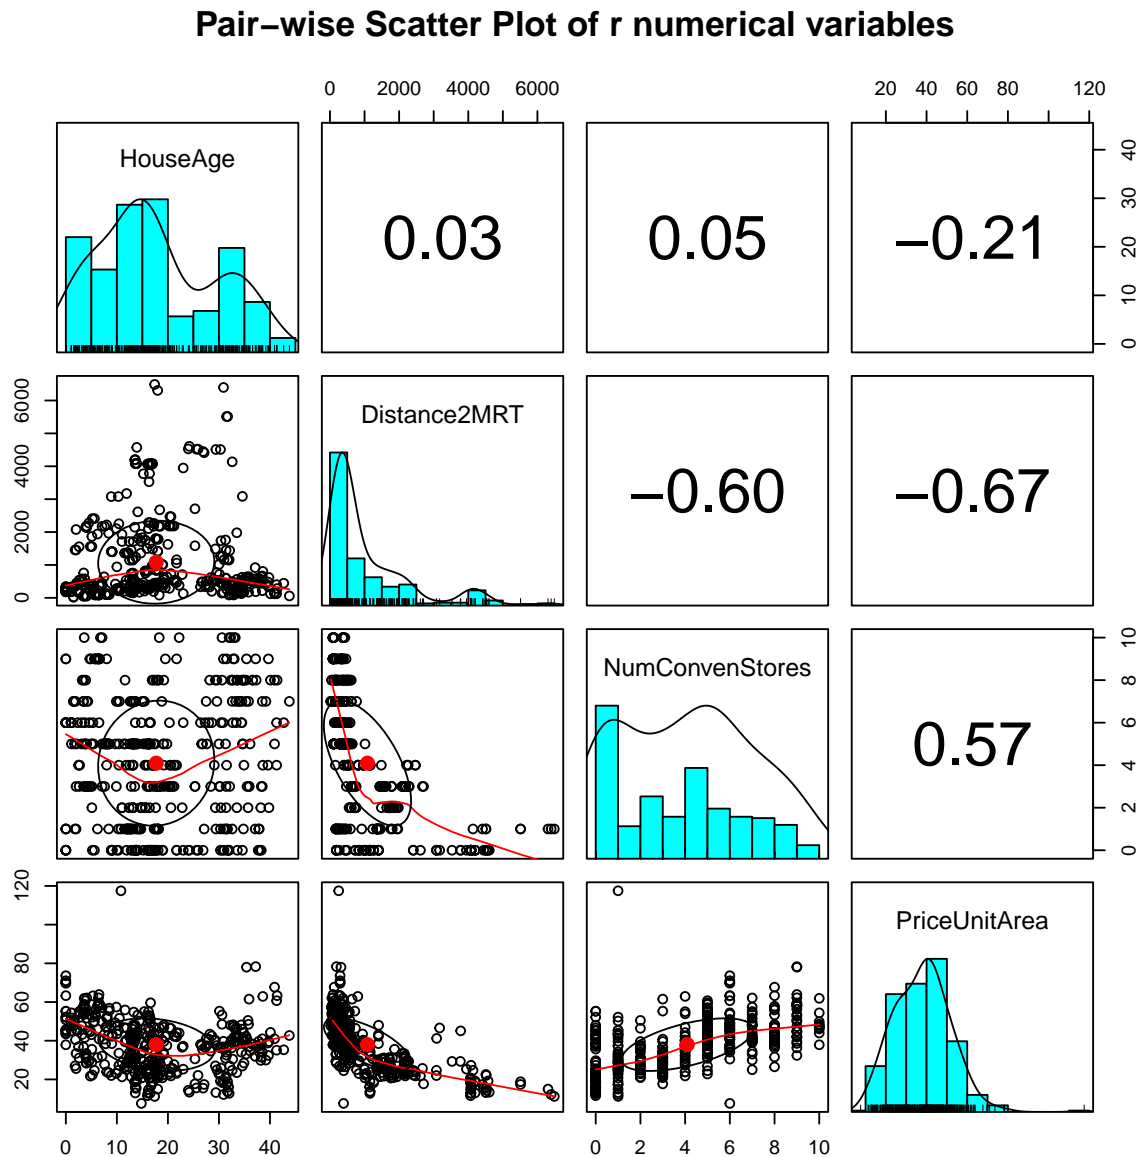 Pair−wise Scatter Plot of r numerical variables
0 2000 4000 6000
20 40 60 80 120
HouseAge
0.03
0.05
−0.21
0 10 20 30 40
0 2000 4000 6000
Distance2MRT
−0.60
−0.67
NumConvenStores
0.57
0 2 4 6 8 10
20 40 60 80 120
PriceUnitArea
0 10 20 30 40
0 2 4 6 8 10